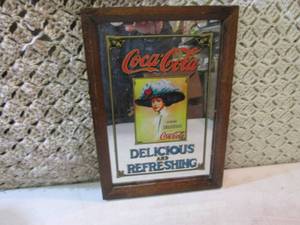 Coca-Cola
Coca-Cola
DELICIOUS
AND
REFRESHING